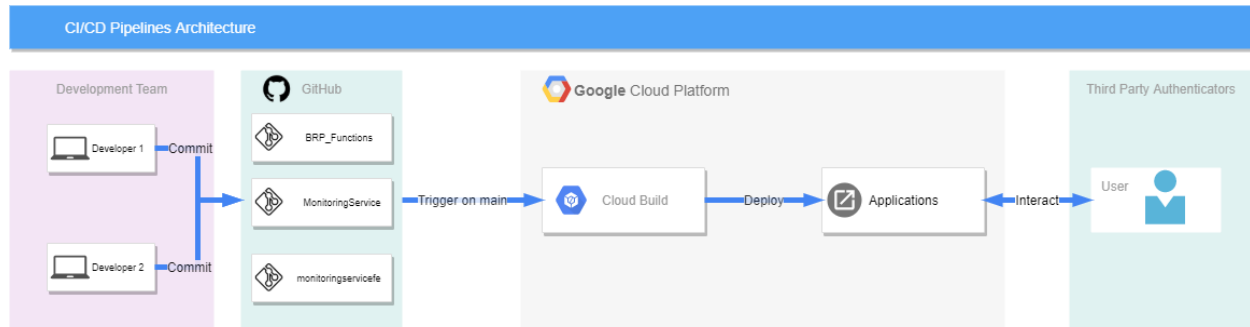 CI/CD Pipelines Architecture
Development Team
Developer 1
Commit
Developer 2
Commit
GitHub
BRP_Functions
MonitoringService
monitoringservicefe
Trigger on main
Google Cloud Platform
Cloud Build
Deploy
Applications
Interact
Third Party Authenticators
User